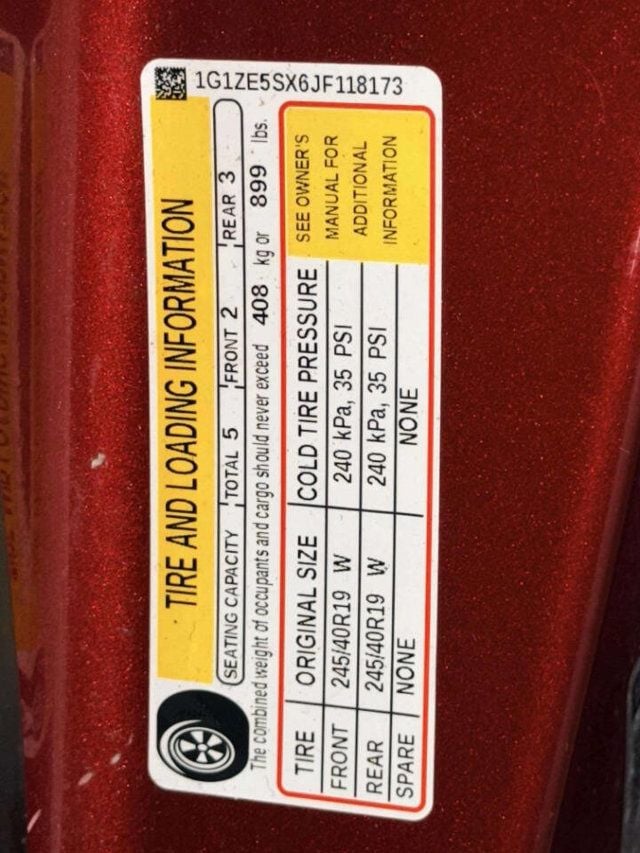 1G1ZE5SX6JF118173
TIRE AND LOADING INFORMATION
SEATING CAPACITY TOTAL 5 FRONT 2 REAR 3
The combined weight of occupants and cargo should never exceed 408 kg or 899 lbs.
TIRE ORIGINAL SIZE COLD TIRE PRESSURE
FRONT 245/40R19 W 240 kPa, 35 PSI
REAR 245/40R19 W 240 kPa, 35 PSI
SPARE NONE NONE
SEE OWNER'S
MANUAL FOR
ADDITIONAL
INFORMATION